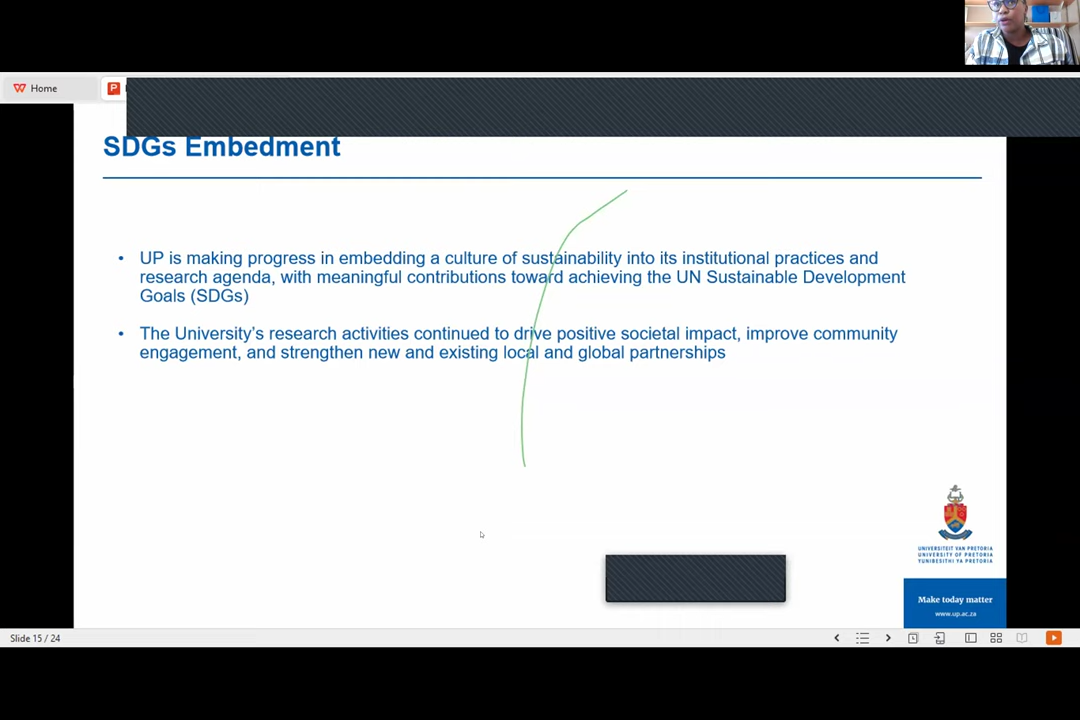 Home
SDGs Embedment
• UP is making progress in embedding a culture of sustainability into its institutional practices and
research agenda, with meaningful contributions toward achieving the UN Sustainable Development
Goals (SDGs)
• The University’s research activities continued to drive positive societal impact, improve community
engagement, and strengthen new and existing local and global partnerships
UNIVERSITEIT VAN PRETORIA
UNIVERSITY OF PRETORIA
YUNIBESITHI YA PRETORIA
Make today matter
www.up.ac.za
Slide 15 / 24